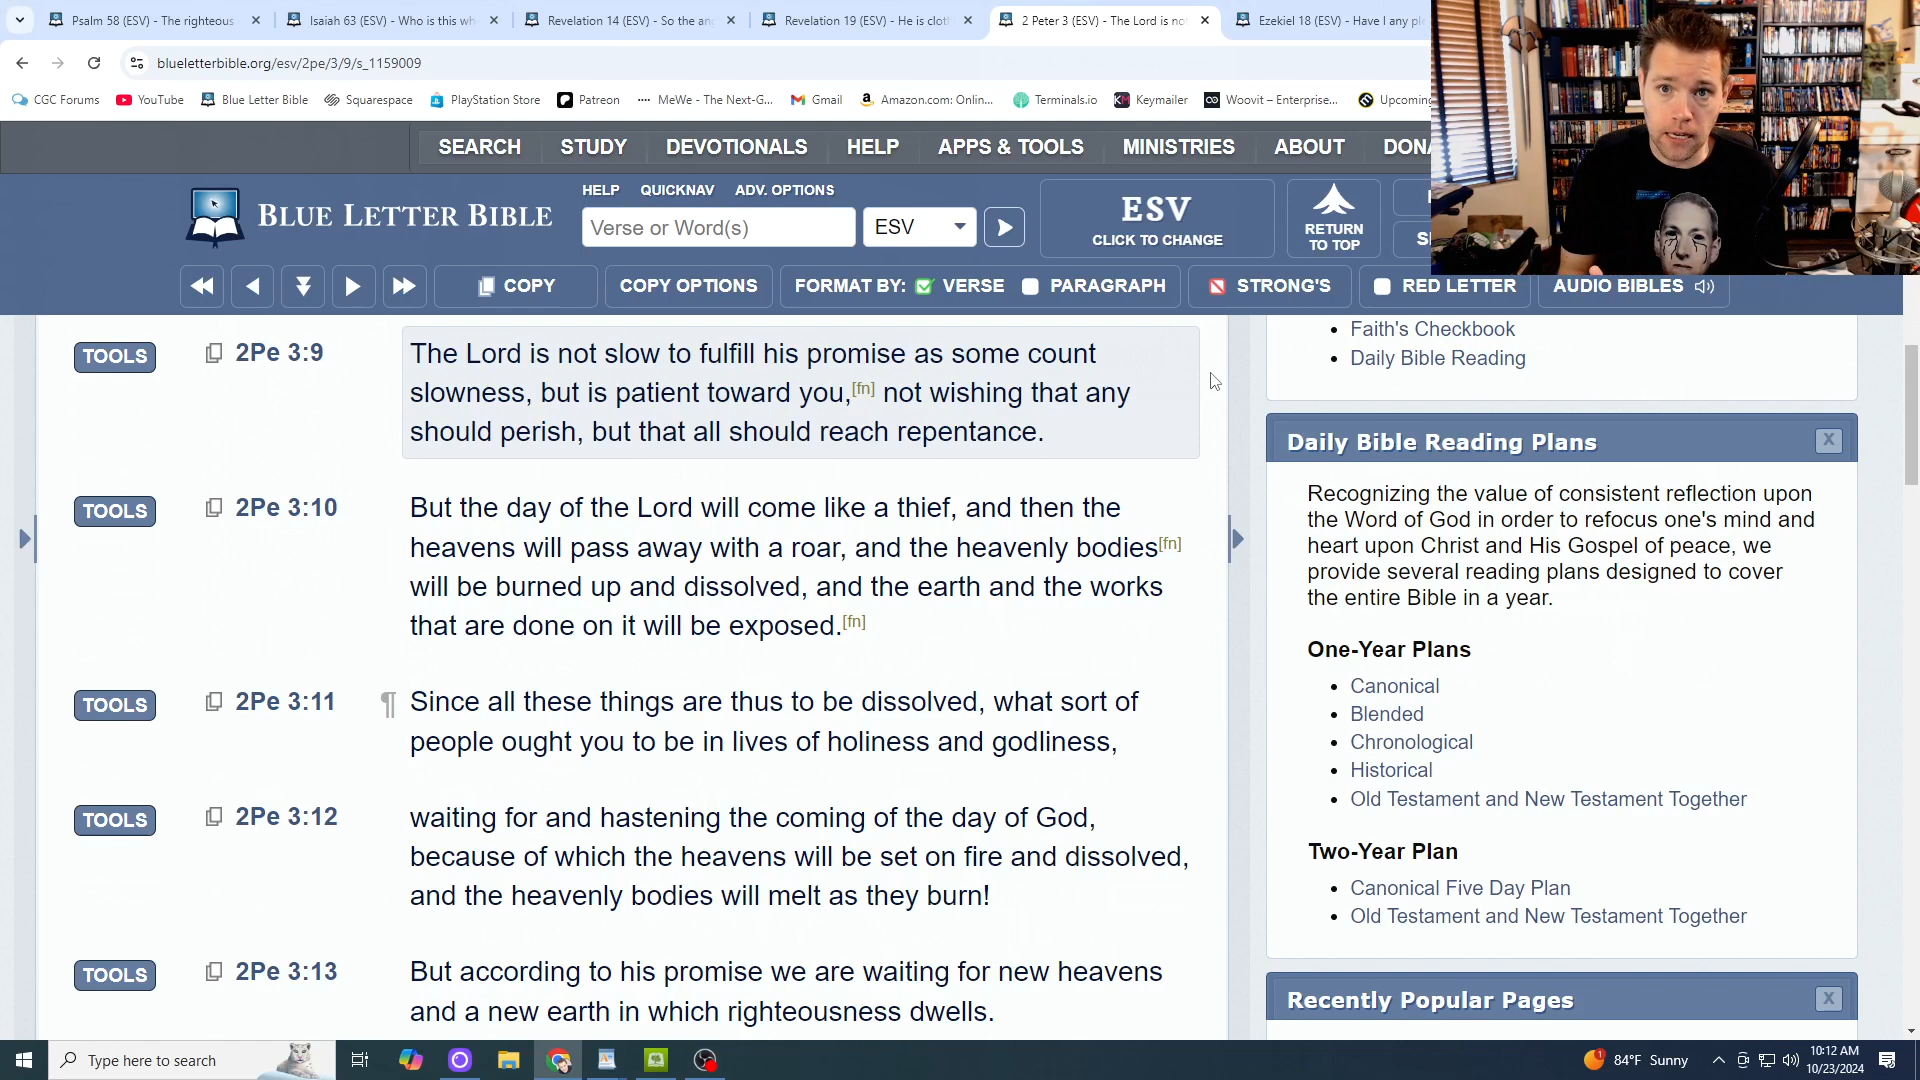 Psalm 58 (ESV) - The righteous
Isaiah 63 (ESV) - Who is this wh
Revelation 14 (ESV) - So the an
Revelation 19 (ESV) - He is clot
2 Peter 3 (ESV) - The Lord is no
Ezekiel 18 (ESV) - Have I any pl
blueletterbible.org/esv/2pe/3/9/s_1159009
CGC Forums
YouTube
Blue Letter Bible
Squarespace
PlayStation Store
Patreon
MeWe - The Next-G...
Gmail
Amazon.com: Onlin...
Terminals.io
Keymailer
Woovit – Enterprise...
Upcoming
SEARCH
STUDY
DEVOTIONALS
HELP
APPS & TOOLS
MINISTRIES
ABOUT
DONA
HELP
QUICKNAV
ADV. OPTIONS
BLUE LETTER BIBLE
Verse or Word(s)
ESV
ESV
CLICK TO CHANGE
RETURN
TO TOP
COPY
COPY OPTIONS
FORMAT BY:
VERSE
PARAGRAPH
STRONG'S
RED LETTER
AUDIO BIBLES
TOOLS
2Pe 3:9
The Lord is not slow to fulfill his promise as some count
slowness, but is patient toward you,[fn] not wishing that any
should perish, but that all should reach repentance.
TOOLS
2Pe 3:10
But the day of the Lord will come like a thief, and then the
heavens will pass away with a roar, and the heavenly bodies[fn]
will be burned up and dissolved, and the earth and the works
that are done on it will be exposed.[fn]
TOOLS
2Pe 3:11
¶ Since all these things are thus to be dissolved, what sort of
people ought you to be in lives of holiness and godliness,
TOOLS
2Pe 3:12
waiting for and hastening the coming of the day of God,
because of which the heavens will be set on fire and dissolved,
and the heavenly bodies will melt as they burn!
TOOLS
2Pe 3:13
But according to his promise we are waiting for new heavens
and a new earth in which righteousness dwells.
Faith's Checkbook
Daily Bible Reading
Daily Bible Reading Plans
X
Recognizing the value of consistent reflection upon
the Word of God in order to refocus one's mind and
heart upon Christ and His Gospel of peace, we
provide several reading plans designed to cover
the entire Bible in a year.
One-Year Plans
Canonical
Blended
Chronological
Historical
Old Testament and New Testament Together
Two-Year Plan
Canonical Five Day Plan
Old Testament and New Testament Together
Recently Popular Pages
X
Type here to search
84°F Sunny
10:12 AM
10/23/2024